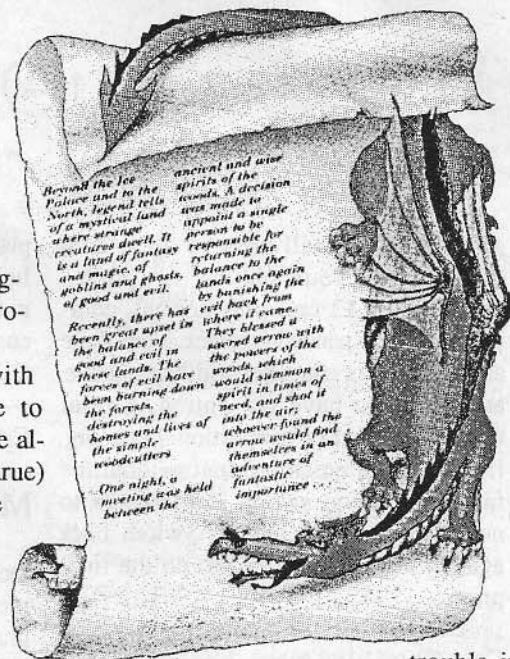 Beyond the Ice
Palace and to the
North, legend tells
of a mystical land
where strange
creatures dwell. It
is a land of fantasy
and magic, of
goblins and ghosts,
of good and evil.
Recently, there has
been great upset in
the balance of
good and evil in
these lands. The
forces of evil have
been burning down
the forests,
destroying the
homes and lives of
the simple
woodcutters
One night, a
meeting was held
between the
ancient and wise
spirits of the
woods. A decision
was made to
appoint a single
person to be
responsible for
returning the
balance to the
lands once again
by banishing the
evil back from
where it came.
They blessed a
sacred arrow with
the powers of the
woods, which
would summon a
spirit in times of
need, and shot it
into the air;
whoever found the
arrow would find
themselves in an
adventure of
fantastic
importance . . .
g-
ro-
with
e to
e al-
arue)